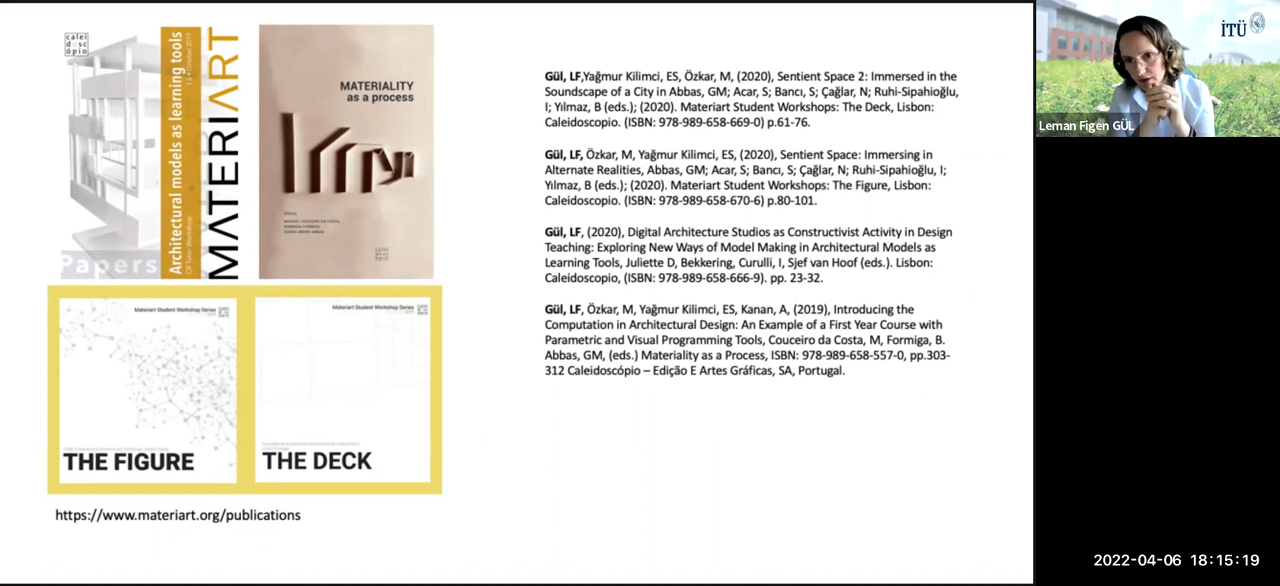 calei
dosc
ópio
Architectural models as learning tools
MATERIART
Papers
MATERIALITY
as a process
Materiart Student Workshop Series
THE FIGURE
Materiart Student Workshop Series
THE DECK
https://www.materiart.org/publications
Gül, LF,Yağmur Kilimci, ES, Özkar, M, (2020), Sentient Space 2: Immersed in the
Soundscape of a City in Abbas, GM; Acar, S; Bancı, S; Çağlar, N; Ruhi-Sipahioğlu,
I; Yılmaz, B (eds.); (2020). Materiart Student Workshops: The Deck, Lisbon:
Caleidoscopio. (ISBN: 978-989-658-669-0) p.61-76.
Gül, LF, Özkar, M, Yağmur Kilimci, ES, (2020), Sentient Space: Immersing in
Alternate Realities, Abbas, GM; Acar, S; Bancı, S; Çağlar, N; Ruhi-Sipahioğlu, I;
Yılmaz, B (eds.); (2020). Materiart Student Workshops: The Figure, Lisbon:
Caleidoscopio. (ISBN: 978-989-658-670-6) p.80-101.
Gül, LF, (2020), Digital Architecture Studios as Constructivist Activity in Design
Teaching: Exploring New Ways of Model Making in Architectural Models as
Learning Tools, Juliette D, Bekkering, Curulli, I, Sjef van Hoof (eds.). Lisbon:
Caleidoscopio, (ISBN: 978-989-658-666-9). pp. 23-32.
Gül, LF, Özkar, M, Yağmur Kilimci, ES, Kanan, A, (2019), Introducing the
Computation in Architectural Design: An Example of a First Year Course with
Parametric and Visual Programming Tools, Couceiro da Costa, M, Formiga, B.
Abbas, GM, (eds.) Materiality as a Process, ISBN: 978-989-658-557-0, pp.303-
312 Caleidoscópio – Edição E Artes Gráficas, SA, Portugal.
İTÜ
Leman Figen GÜL
2022-04-06 18:15:19